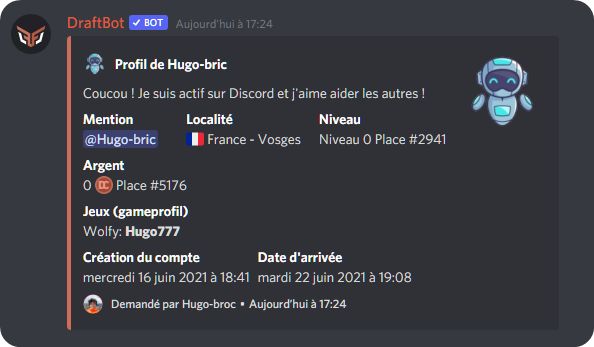 DraftBot ✓ BOT Aujourd'hui à 17:24
Profil de Hugo-bric
Coucou ! Je suis actif sur Discord et j'aime aider les autres !
Mention Localité Niveau
@Hugo-bric France - Vosges Niveau 0 Place #2941
Argent
0 DC Place #5176
Jeux (gameprofil)
Wolfy: Hugo777
Création du compte Date d'arrivée
mercredi 16 juin 2021 à 18:41 mardi 22 juin 2021 à 19:08
Demandé par Hugo-broc • Aujourd'hui à 17:24